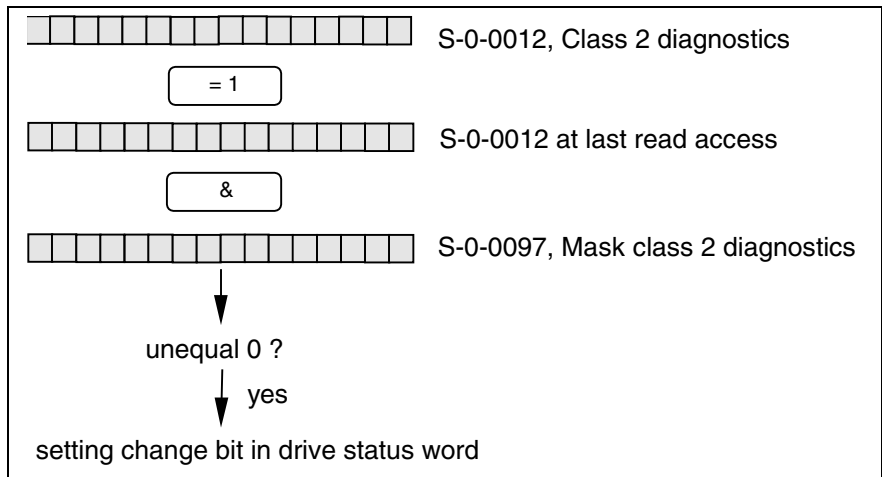 S-0-0012, Class 2 diagnostics
= 1
S-0-0012 at last read access
&
S-0-0097, Mask class 2 diagnostics
unequal 0 ?
yes
setting change bit in drive status word